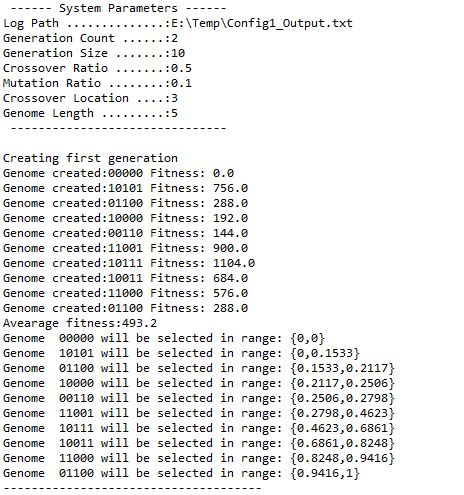 ------ System Parameters ------
Log Path ..............:E:\Temp\Config1_Output.txt
Generation Count ......:2
Generation Size .......:10
Crossover Ratio .......:0.5
Mutation Ratio ........:0.1
Crossover Location ....:3
Genome Length .........:5
-------------------------------
Creating first generation
Genome created:00000 Fitness: 0.0
Genome created:10101 Fitness: 756.0
Genome created:01100 Fitness: 288.0
Genome created:10000 Fitness: 192.0
Genome created:00110 Fitness: 144.0
Genome created:11001 Fitness: 900.0
Genome created:10111 Fitness: 1104.0
Genome created:10011 Fitness: 684.0
Genome created:11000 Fitness: 576.0
Genome created:01100 Fitness: 288.0
Avearage fitness:493.2
Genome  00000 will be selected in range: {0,0}
Genome  10101 will be selected in range: {0,0.1533}
Genome  01100 will be selected in range: {0.1533,0.2117}
Genome  10000 will be selected in range: {0.2117,0.2506}
Genome  00110 will be selected in range: {0.2506,0.2798}
Genome  11001 will be selected in range: {0.2798,0.4623}
Genome  10111 will be selected in range: {0.4623,0.6861}
Genome  10011 will be selected in range: {0.6861,0.8248}
Genome  11000 will be selected in range: {0.8248,0.9416}
Genome  01100 will be selected in range: {0.9416,1}
-------------------------------------